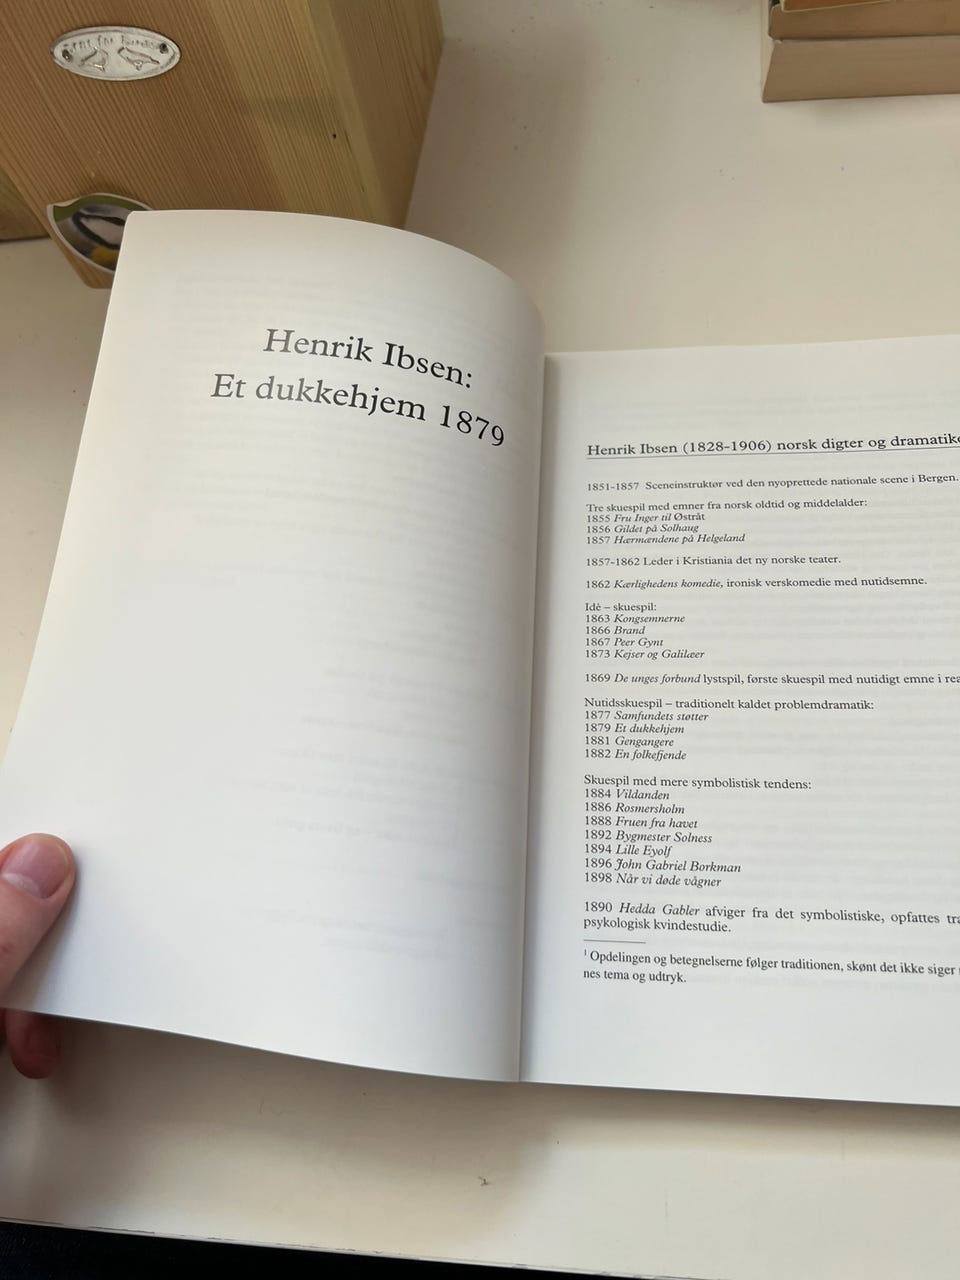 Henrik Ibsen:
Et dukkehjem 1879
Henrik Ibsen (1828-1906) norsk digter og
1851-1857 Sceneinstruktør ved den nyoprettede nationale scene i Bergen.
Tre skuespil med emner fra norsk oldtid og middelalder:
1855 Fru Inger til Østråt
1856 Gildet på Solhaug
1857 Hærmændene på Helgeland
1857-1862 Leder i Kristiania det ny norske teater.
1862 Kærlighedens komedie, ironisk verskomedie med nutidsemne.
Idé – skuespil:
1863 Kongsemnerne
1866 Brand
1867 Peer Gynt
1873 Kejser og Galilæer
1869 De unges forbund lystspil, første skuespil med nutidigt emne i
Nutidsskuespil – traditionelt kaldet problemdramatik:
1877 Samfundets støtter
1879 Et dukkehjem
1881 Gengangere
1882 En folkefjende
Skuespil med mere symbolistisk tendens:
1884 Vildanden
1886 Rosmersholm
1888 Fruen fra havet
1892 Bygmester Solness
1894 Lille Eyolf
1896 John Gabriel Borkman
1898 Når vi døde vågner
1890 Hedda Gabler afviger fra det symbolistiske, opfattes
psykologisk kvindestudie.
1 Opdelingen og betegnelserne følger traditionen, skønt det ikke siger
nes tema og udtryk.